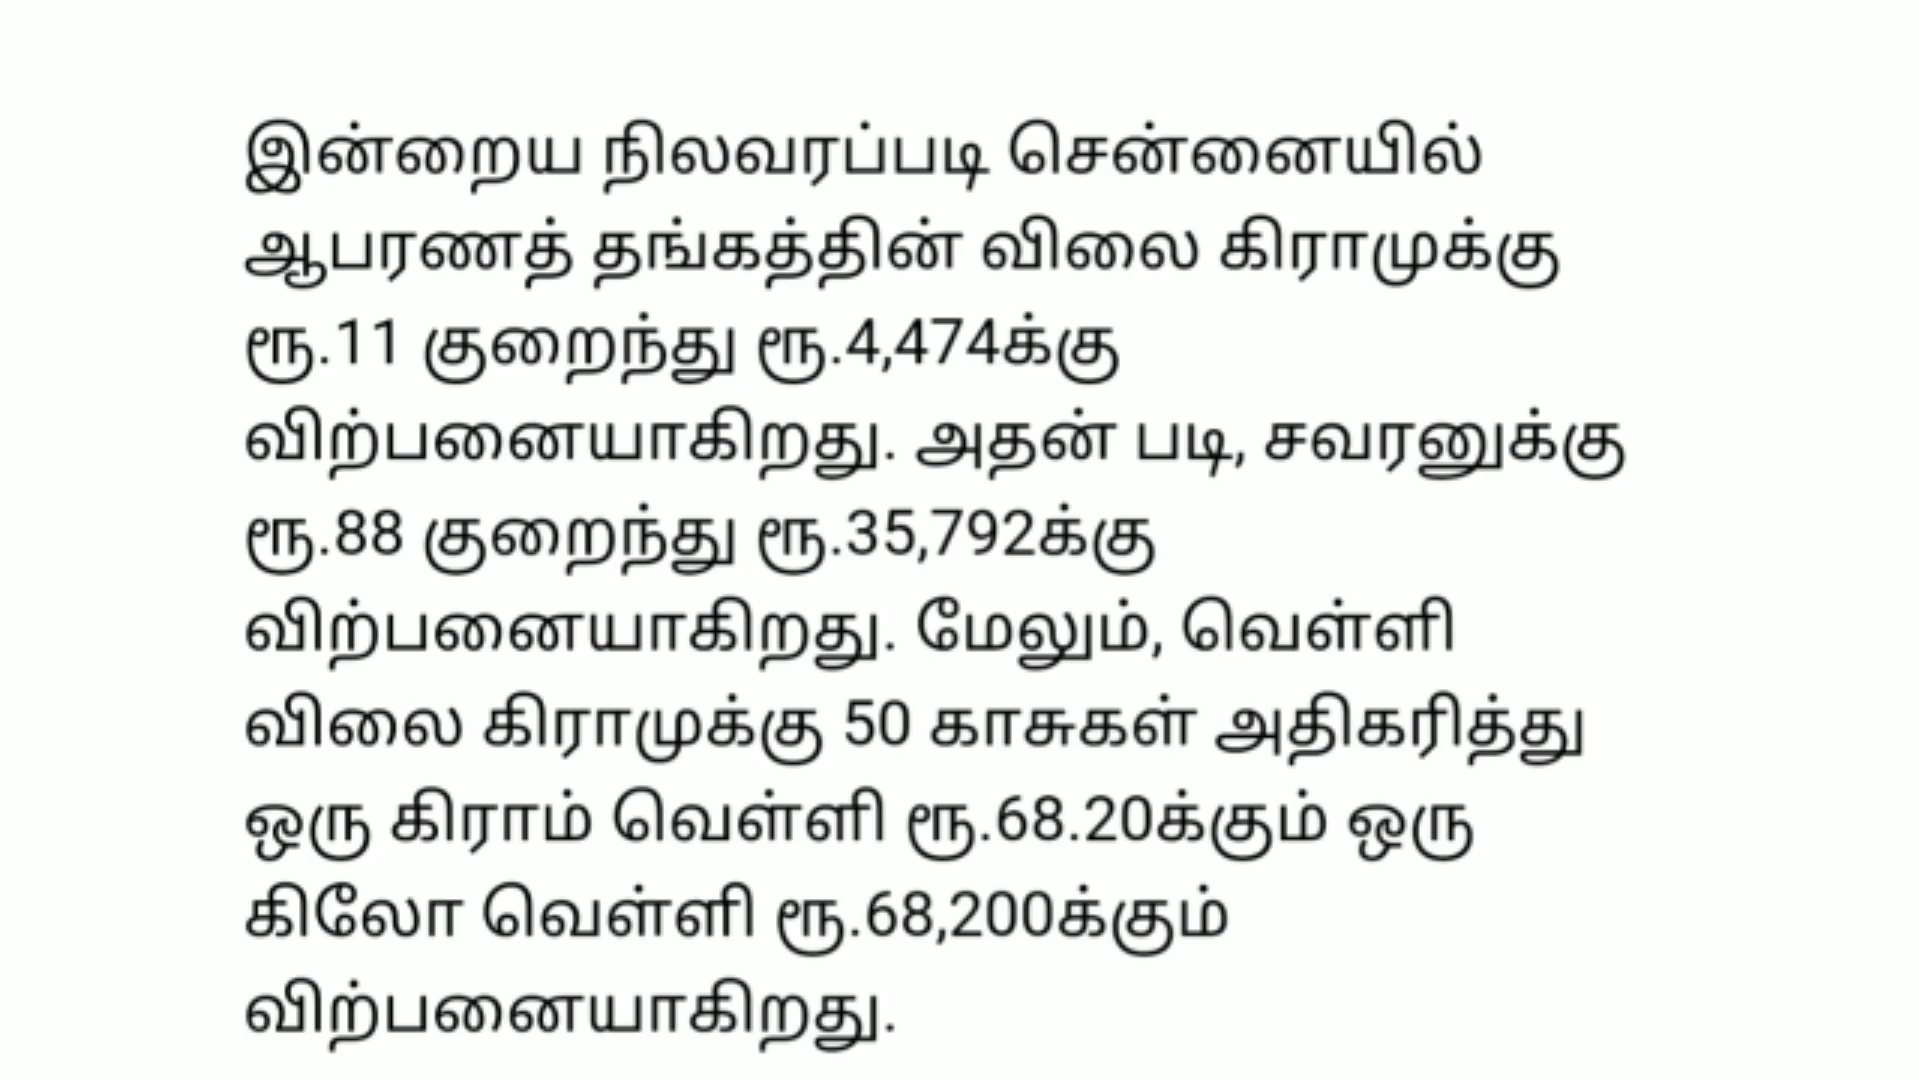 இன்றைய நிலவரப்படி சென்னையில்
ஆபரணத் தங்கத்தின் விலை கிராமுக்கு
ரூ.11 குறைந்து ரூ.4,474க்கு
விற்பனையாகிறது. அதன் படி, சவரனுக்கு
ரூ.88 குறைந்து ரூ.35,792க்கு
விற்பனையாகிறது. மேலும், வெள்ளி
விலை கிராமுக்கு 50 காசுகள் அதிகரித்து
ஒரு கிராம் வெள்ளி ரூ.68.20க்கும் ஒரு
கிலோ வெள்ளி ரூ.68,200க்கும்
விற்பனையாகிறது.